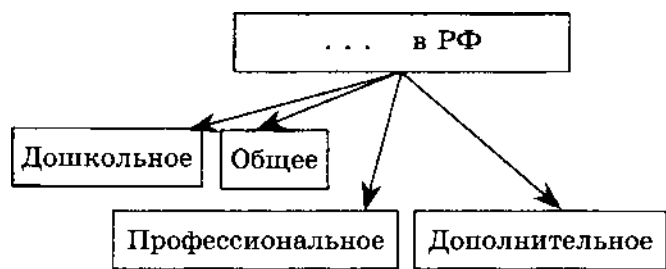 . . . в РФ
Дошкольное
Общее
Профессиональное
Дополнительное